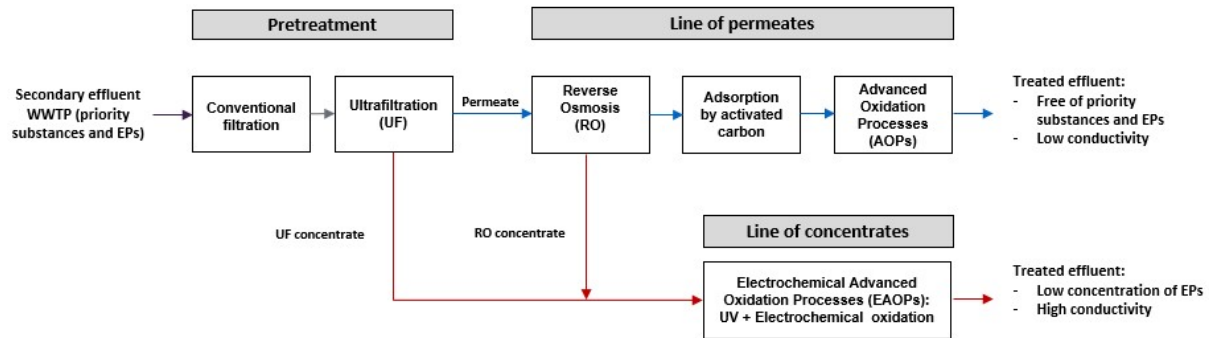 Pretreatment
Line of permeates
Secondary effluent
WWTP (priority
substances and EPs)
Conventional
filtration
Ultrafiltration
(UF)
Permeate
Reverse
Osmosis
(RO)
Adsorption
by activated
carbon
Advanced
Oxidation
Processes
(AOPs)
Treated effluent:
- Free of priority
substances and EPs
- Low conductivity
UF concentrate
RO concentrate
Line of concentrates
Electrochemical Advanced
Oxidation Processes (EAOPs):
UV + Electrochemical oxidation
Treated effluent:
- Low concentration of EPs
- High conductivity